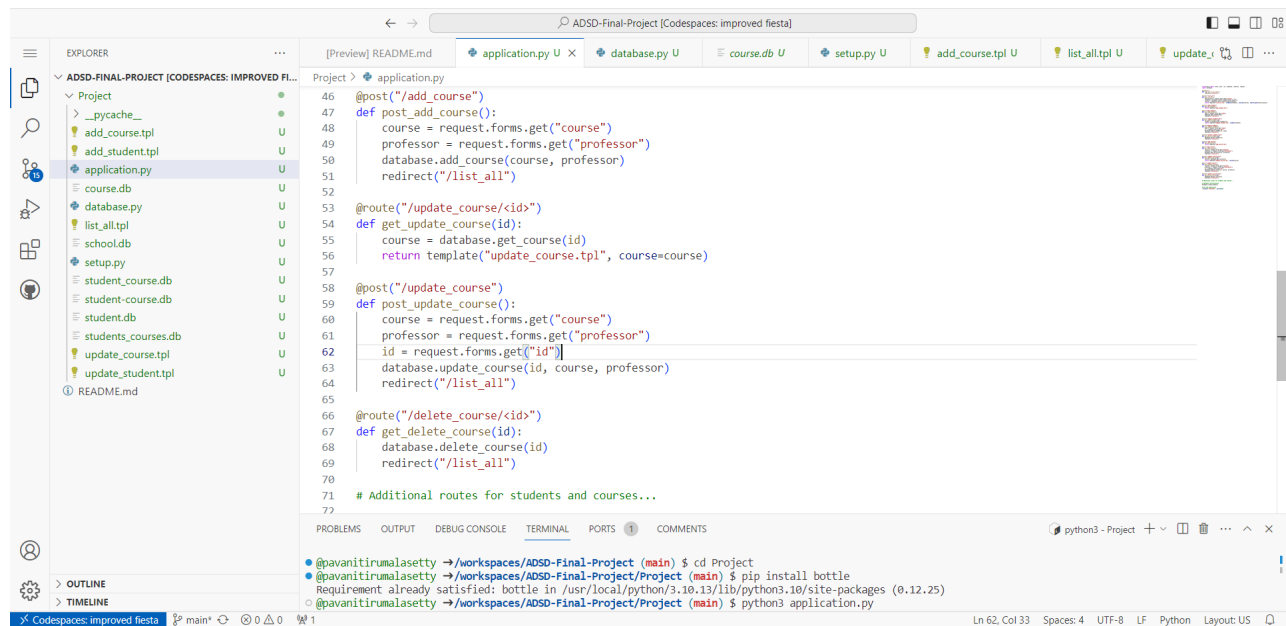 ADSD-Final-Project [Codespaces: improved fiesta]
EXPLORER
[Preview] README.md
application.py U
database.py U
course.db U
setup.py U
add_course.tpl U
list_all.tpl U
ADSD-FINAL-PROJECT [CODESPACES: IMPROVED FI...
Project
__pycache__
add_course.tpl U
add_student.tpl U
application.py U
course.db U
database.py U
list_all.tpl U
school.db U
setup.py U
student_course.db U
student-course.db U
student.db U
students_courses.db U
update_course.tpl U
update_student.tpl U
README.md
15
OUTLINE
TIMELINE
Project > application.py
46 @post("/add_course")
47 def post_add_course():
48 course = request.forms.get("course")
49 professor = request.forms.get("professor")
50 database.add_course(course, professor)
51 redirect("/list_all")
52
53 @route("/update_course/<id>")
54 def get_update_course(id):
55 course = database.get_course(id)
56 return template("update_course.tpl", course=course)
57
58 @post("/update_course")
59 def post_update_course():
60 course = request.forms.get("course")
61 professor = request.forms.get("professor")
62 id = request.forms.get("id")
63 database.update_course(id, course, professor)
64 redirect("/list_all")
65
66 @route("/delete_course/<id>")
67 def get_delete_course(id):
68 database.delete_course(id)
69 redirect("/list_all")
70
71 # Additional routes for students and courses...
72
PROBLEMS OUTPUT DEBUG CONSOLE TERMINAL PORTS 1 COMMENTS
python3 - Project
@pavanitirumalasetty →/workspaces/ADSD-Final-Project (main) $ cd Project
@pavanitirumalasetty →/workspaces/ADSD-Final-Project/Project (main) $ pip install bottle
Requirement already satisfied: bottle in /usr/local/python/3.10.13/lib/python3.10/site-packages (0.12.25)
@pavanitirumalasetty →/workspaces/ADSD-Final-Project/Project (main) $ python3 application.py
Codespaces: improved fiesta main* 0 0 1
Ln 62, Col 33 Spaces: 4 UTF-8 LF Python Layout: US